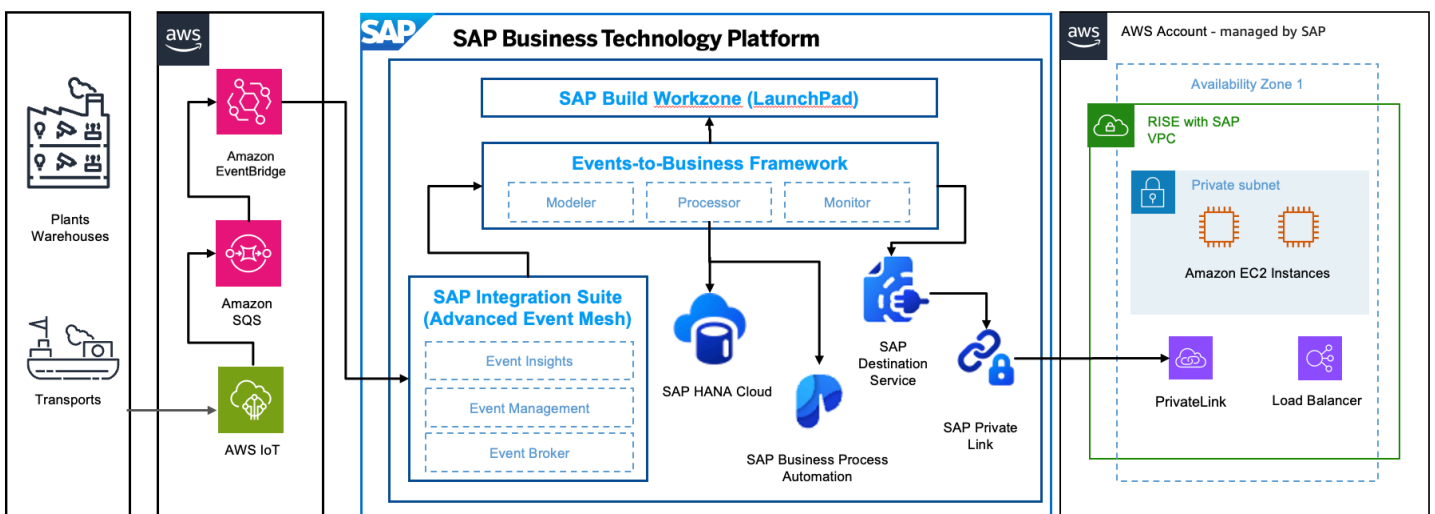 Plants
Warehouses
Transports
aws
Amazon
EventBridge
Amazon
SQS
AWS IoT
SAP
SAP Business Technology Platform
SAP Build Workzone (LaunchPad)
Events-to-Business Framework
Modeler
Processor
Monitor
SAP Integration Suite
(Advanced Event Mesh)
Event Insights
Event Management
Event Broker
SAP HANA Cloud
SAP Business Process
Automation
SAP
Destination
Service
SAP Private
Link
aws
AWS Account - managed by SAP
Availability Zone 1
RISE with SAP
VPC
Private subnet
Amazon EC2 Instances
PrivateLink
Load Balancer